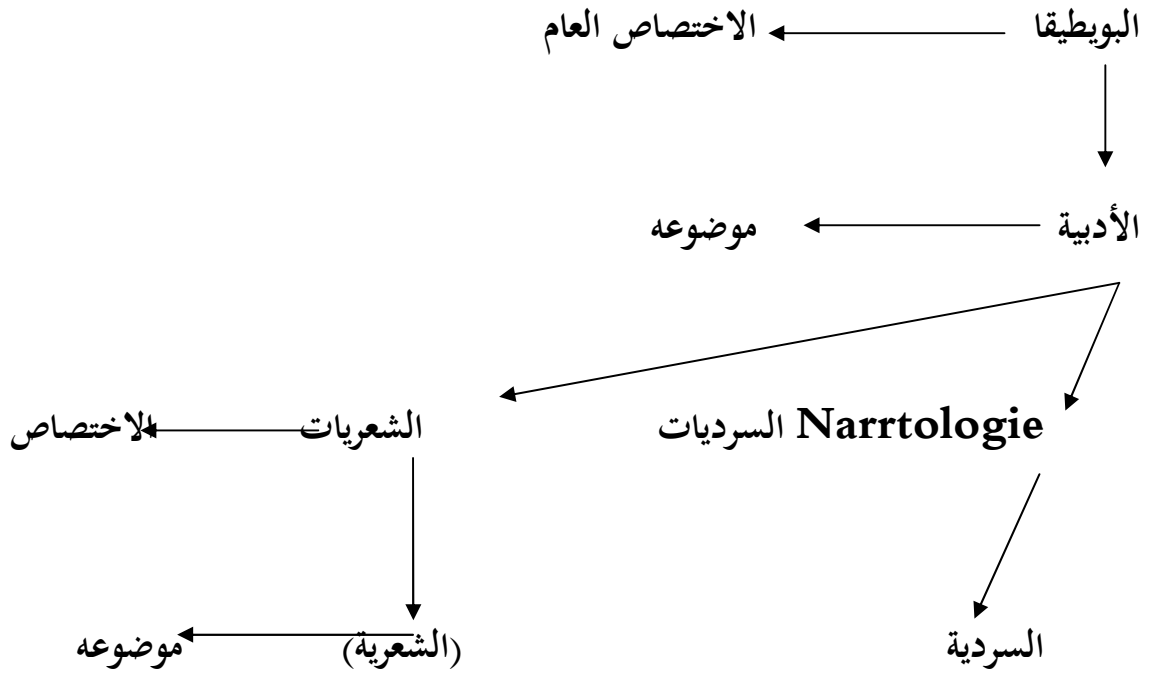 البويطيقا الاختصاص العام
الأدبية موضوعه
Narrtologie السرديات الشعريات الاختصاص
السردية (الشعرية) موضوعه